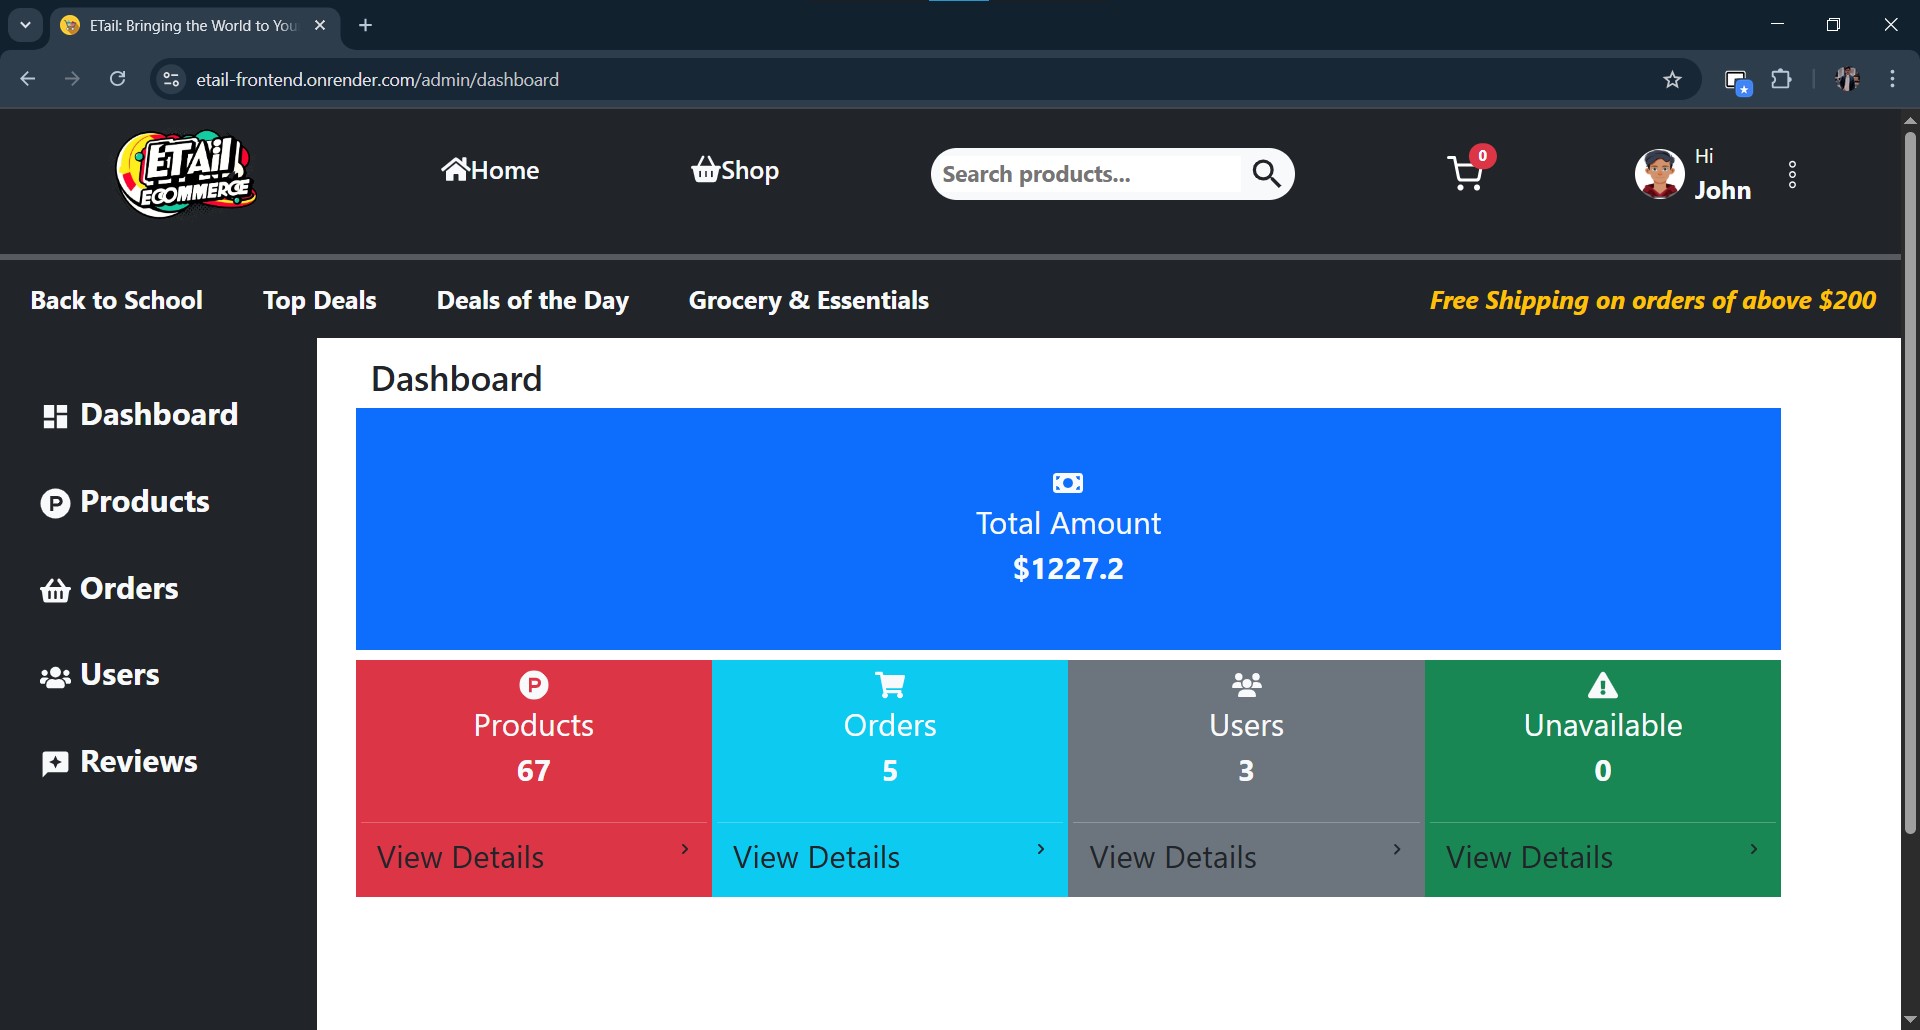 ETail: Bringing the World to You
etail-frontend.onrender.com/admin/dashboard
ETAIL
ECOMMERCE
Home
Shop
Search products...
0
Hi
John
Back to School
Top Deals
Deals of the Day
Grocery & Essentials
Free Shipping on orders of above $200
Dashboard
Products
Orders
Users
Reviews
Dashboard
Total Amount
$1227.2
Products
67
View Details
Orders
5
View Details
Users
3
View Details
Unavailable
0
View Details